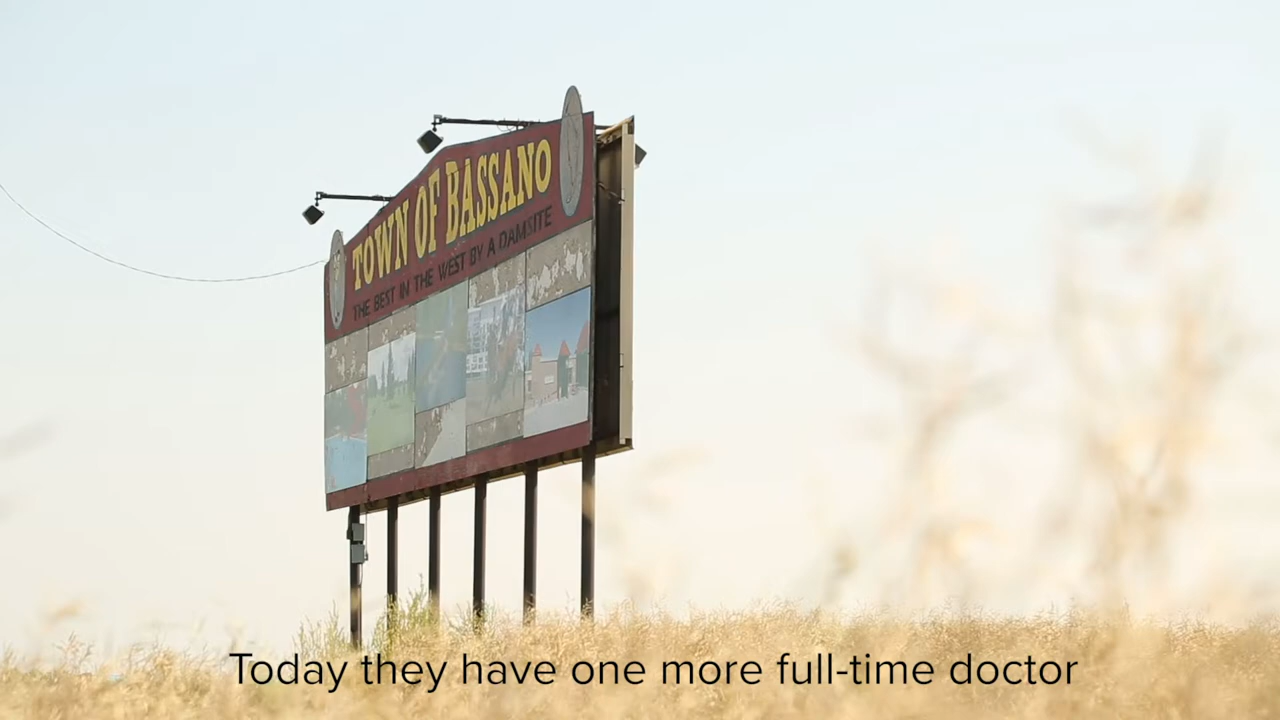 TOWN OF BASSANO
THE BEST IN THE WEST BY A DAMSITE
Today they have one more full-time doctor